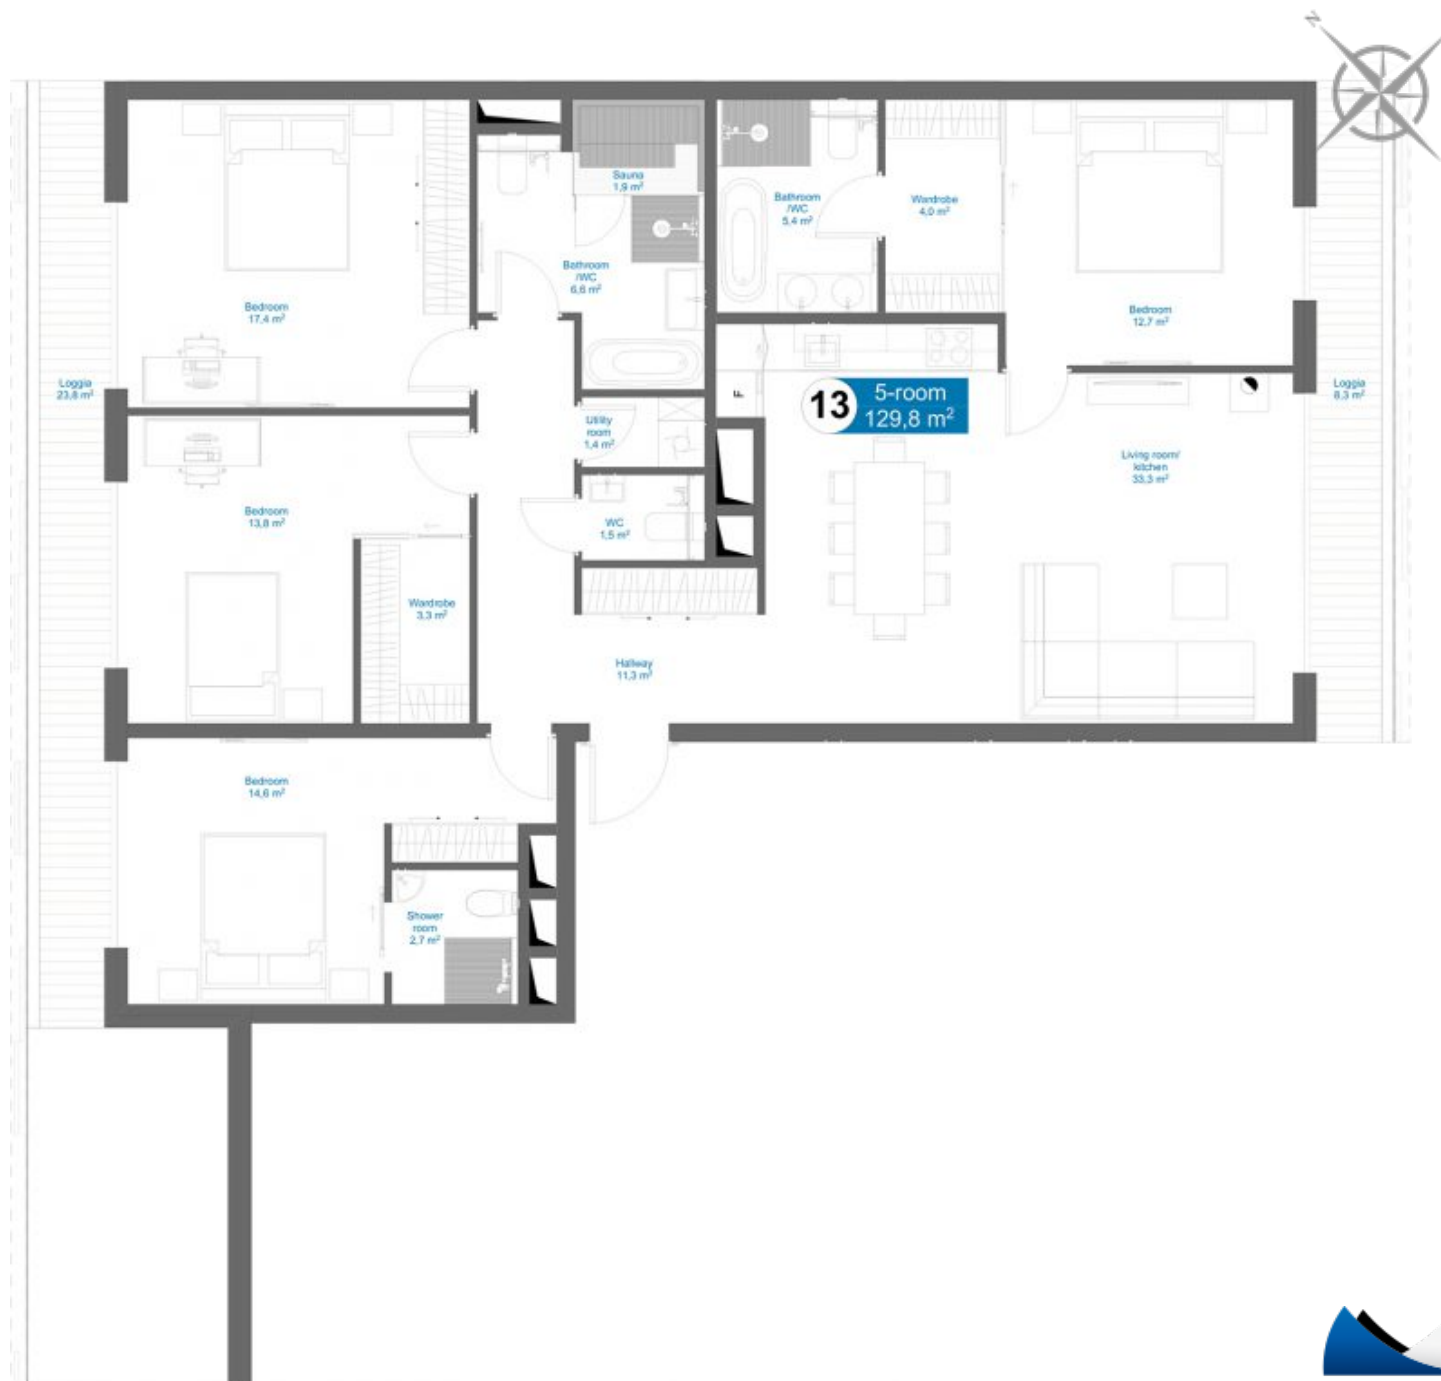 N
Sauna
1,9 m²
Bathroom
/WC
5,4 m²
Wardrobe
4,0 m²
Bathroom
/WC
6,6 m²
Bedroom
17,4 m²
Bedroom
12,7 m²
Loggia
23,8 m²
Loggia
8,3 m²
13
5-room
129,8 m²
F
Utility
room
1,4 m²
Living room/
kitchen
33,3 m²
Bedroom
13,8 m²
WC
1,5 m²
Wardrobe
3,3 m²
Hallway
11,3 m²
Bedroom
14,6 m²
Shower
room
2,7 m²